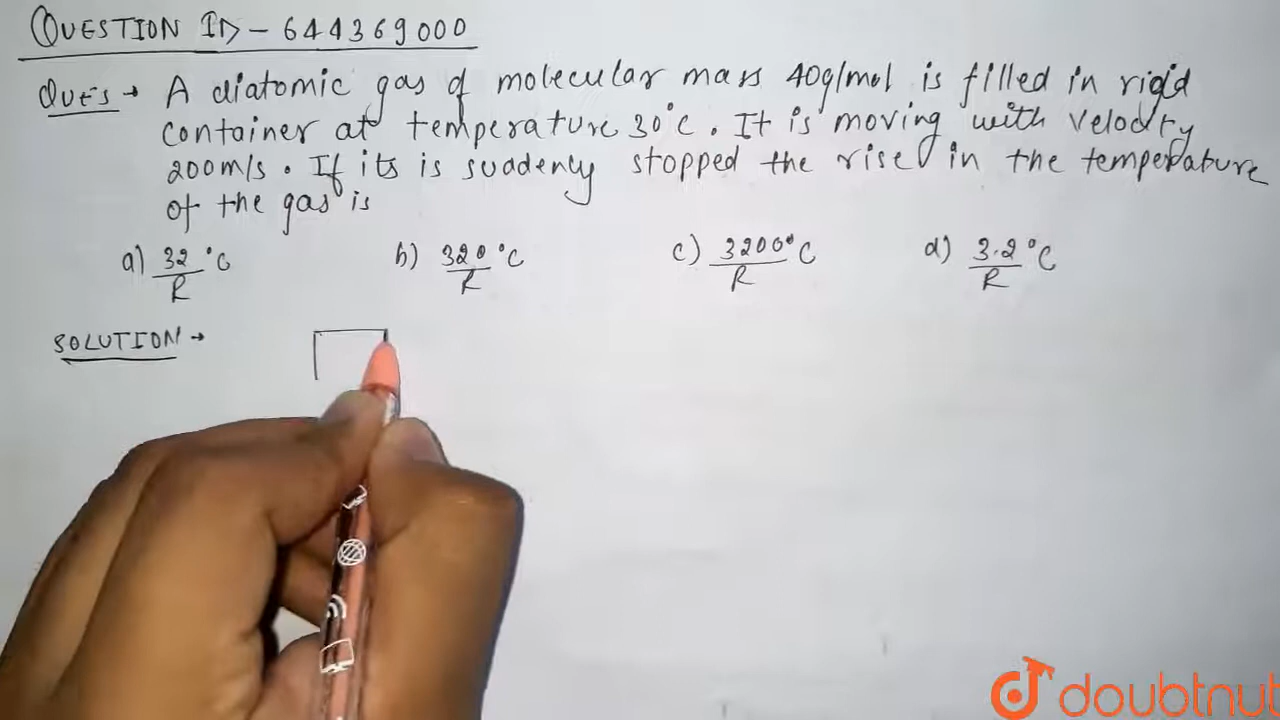 QUESTION ID - 644369000
QUES → A diatomic gas of molecular mass 40g/mol is filled in rigid
container at temperature 30°C. It is moving with velocity
200m/s. If its is suddenly stopped the rise in the temperature
of the gas is
a) 32/R °C b) 320/R °C c) 3200/R °C d) 3.2/R °C
SOLUTION →
doubtnut